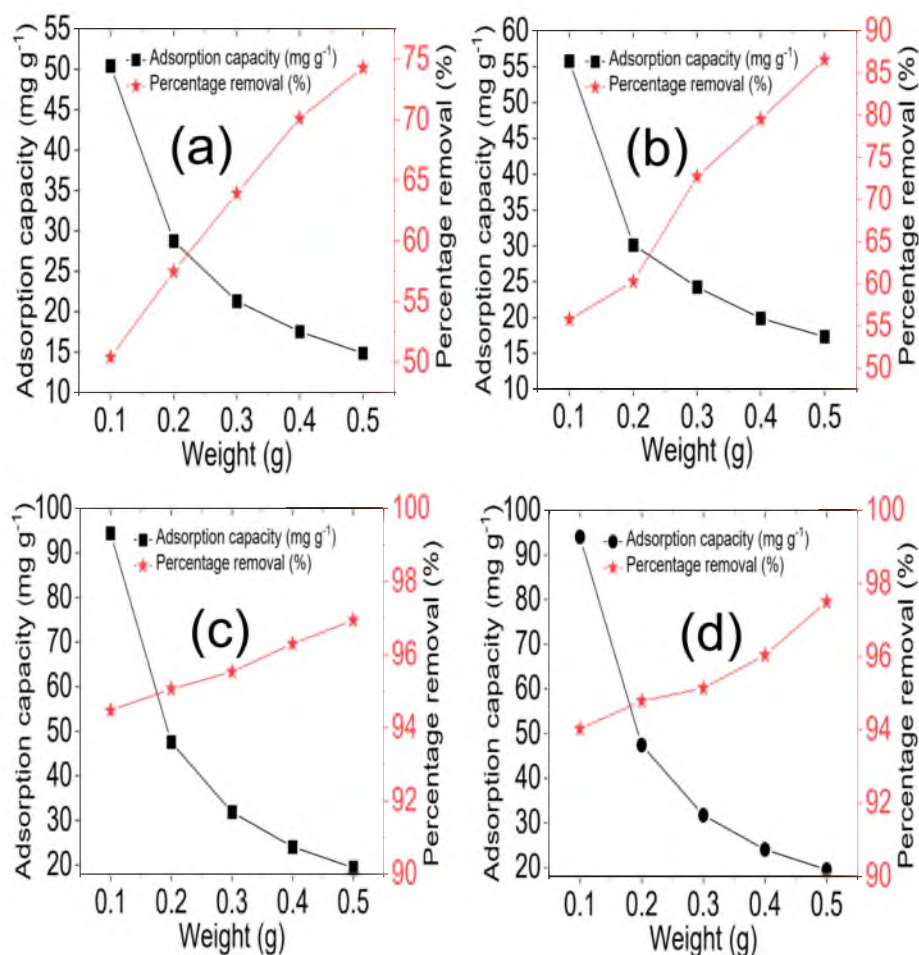 Adsorption capacity (mg g⁻¹)
55
50
45
40
35
30
25
20
15
10
Adsorption capacity (mg g⁻¹)
Percentage removal (%)
(a)
75
70
65
60
55
50
Percentage removal (%)
0.1 0.2 0.3 0.4 0.5
Weight (g)
Adsorption capacity (mg g⁻¹)
60
55
50
45
40
35
30
25
20
15
10
Adsorption capacity (mg g⁻¹)
Percentage removal (%)
(b)
90
85
80
75
70
65
60
55
50
Percentage removal (%)
0.1 0.2 0.3 0.4 0.5
Weight (g)
Adsorption capacity (mg g⁻¹)
100
90
80
70
60
50
40
30
20
Adsorption capacity (mg g⁻¹)
Percentage removal (%)
(c)
100
98
96
94
92
90
Percentage removal (%)
0.1 0.2 0.3 0.4 0.5
Weight (g)
Adsorption capacity (mg g⁻¹)
100
90
80
70
60
50
40
30
20
Adsorption capacity (mg g⁻¹)
Percentage removal (%)
(d)
100
98
96
94
92
90
Percentage removal (%)
0.1 0.2 0.3 0.4 0.5
Weight (g)